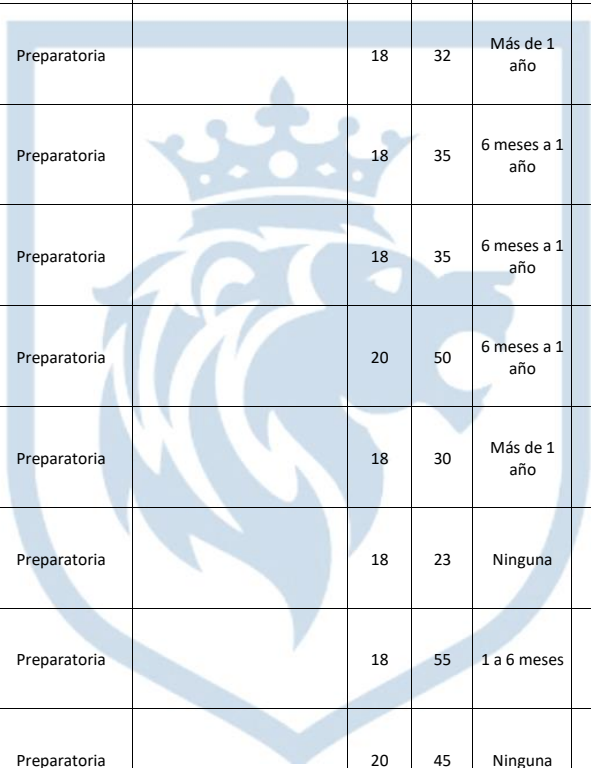 Preparatoria 18 32 Más de 1
año
Preparatoria 18 35 6 meses a 1
año
Preparatoria 18 35 6 meses a 1
año
Preparatoria 20 50 6 meses a 1
año
Preparatoria 18 30 Más de 1
año
Preparatoria 18 23 Ninguna
Preparatoria 18 55 1 a 6 meses
Preparatoria 20 45 Ninguna